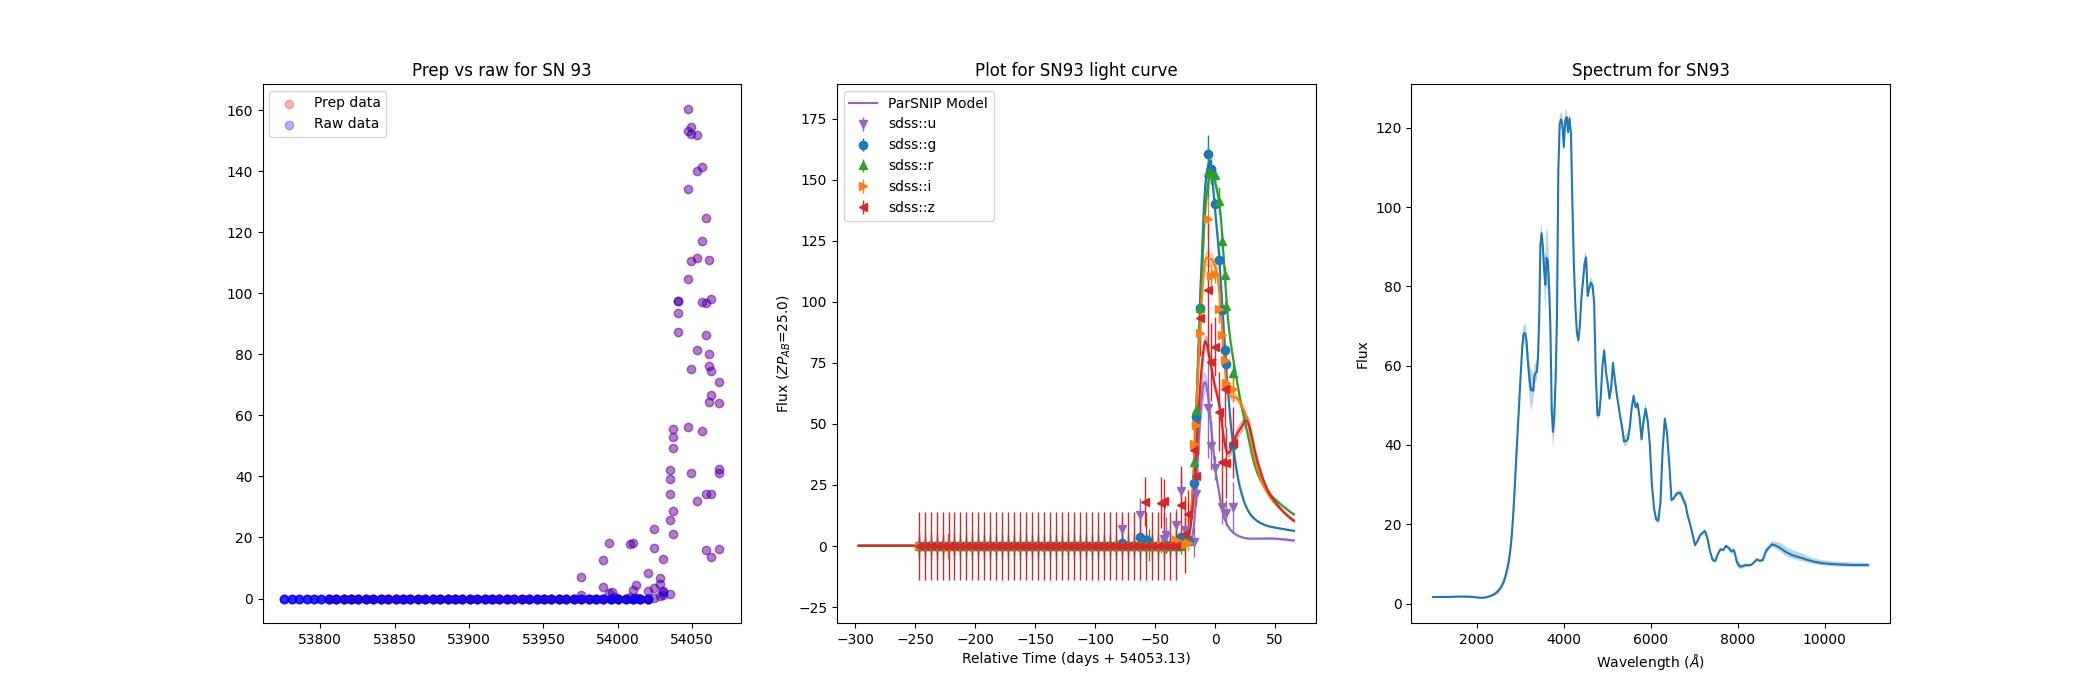 Prep vs raw for SN 93
Prep data
Raw data
160
140
120
100
80
60
40
20
0
53800
53850
53900
53950
54000
54050
Plot for SN93 light curve
ParSNIP Model
sdss::u
sdss::g
sdss::r
sdss::i
sdss::z
Flux (ZP_AB=25.0)
175
150
125
100
75
50
25
0
−25
−300
−250
−200
−150
−100
−50
0
50
Relative Time (days + 54053.13)
Spectrum for SN93
Flux
120
100
80
60
40
20
0
2000
4000
6000
8000
10000
Wavelength (Å)